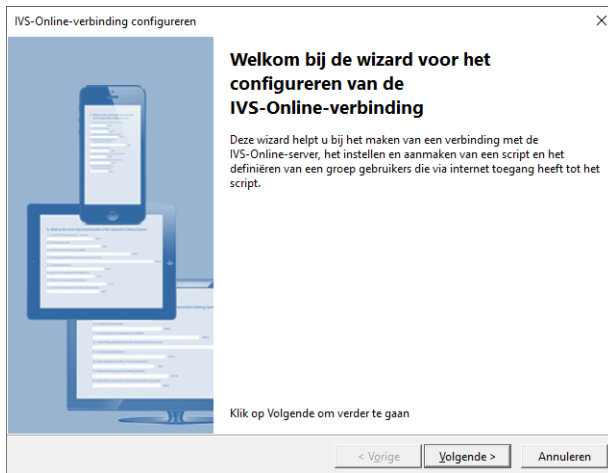 IVS-Online-verbinding configureren
Welkom bij de wizard voor het
configureren van de
IVS-Online-verbinding
Deze wizard helpt u bij het maken van een verbinding met de
IVS-Online-server, het instellen en aanmaken van een script en het
definiëren van een groep gebruikers die via internet toegang heeft tot het
script.
Klik op Volgende om verder te gaan
< Vorige
Volgende >
Annuleren